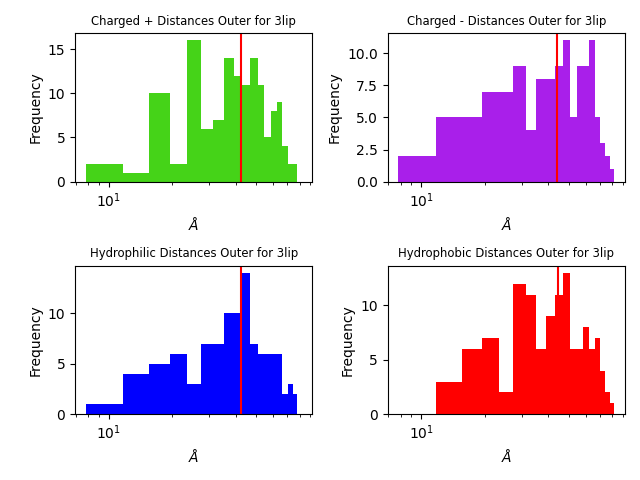 Charged + Distances Outer for 3lip
Charged - Distances Outer for 3lip
Frequency
15
10
5
0
10¹
Å
Frequency
10.0
7.5
5.0
2.5
0.0
10¹
Å
Hydrophilic Distances Outer for 3lip
Hydrophobic Distances Outer for 3lip
Frequency
10
5
0
10¹
Å
Frequency
10
5
0
10¹
Å